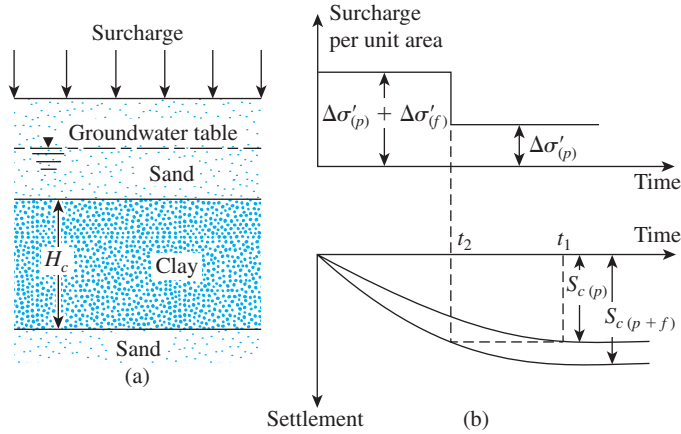 Surcharge
Groundwater table
Sand
H_c
Clay
Sand
(a)
Surcharge
per unit area
Δσ′(p) + Δσ′(f)
Δσ′(p)
Time
t_2
t_1
Time
S_c (p)
S_c (p + f)
Settlement
(b)